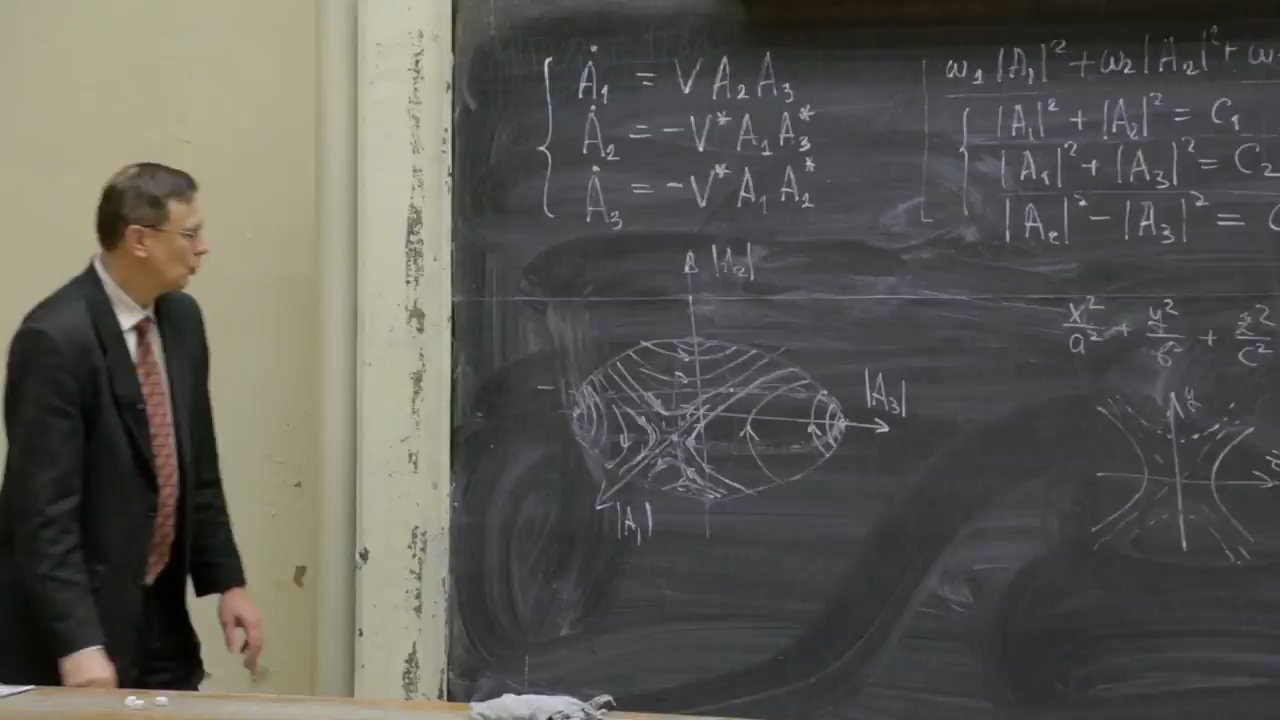 Ȧ₁ = V A₂ A₃
Ȧ₂ = -V* A₁ A₃*
Ȧ₃ = -V* A₁ A₂*
ω₁ |A₁|² + ω₂ |A₂|² + ω
|A₁|² + |A₂|² = C₁
|A₁|² + |A₃|² = C₂
|A₂|² - |A₃|² = C
|A₂|
|A₃|
|A₁|
x²/a² + y²/b² + z²/c²
y